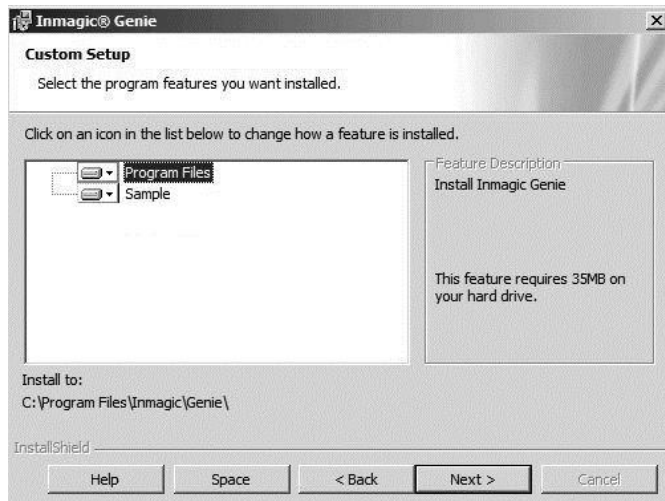 Inmagic® Genie
Custom Setup
Select the program features you want installed.
Click on an icon in the list below to change how a feature is installed.
Program Files
Sample
Feature Description
Install Inmagic Genie
This feature requires 35MB on
your hard drive.
Install to:
C:\Program Files\Inmagic\Genie\
InstallShield
Help
Space
< Back
Next >
Cancel